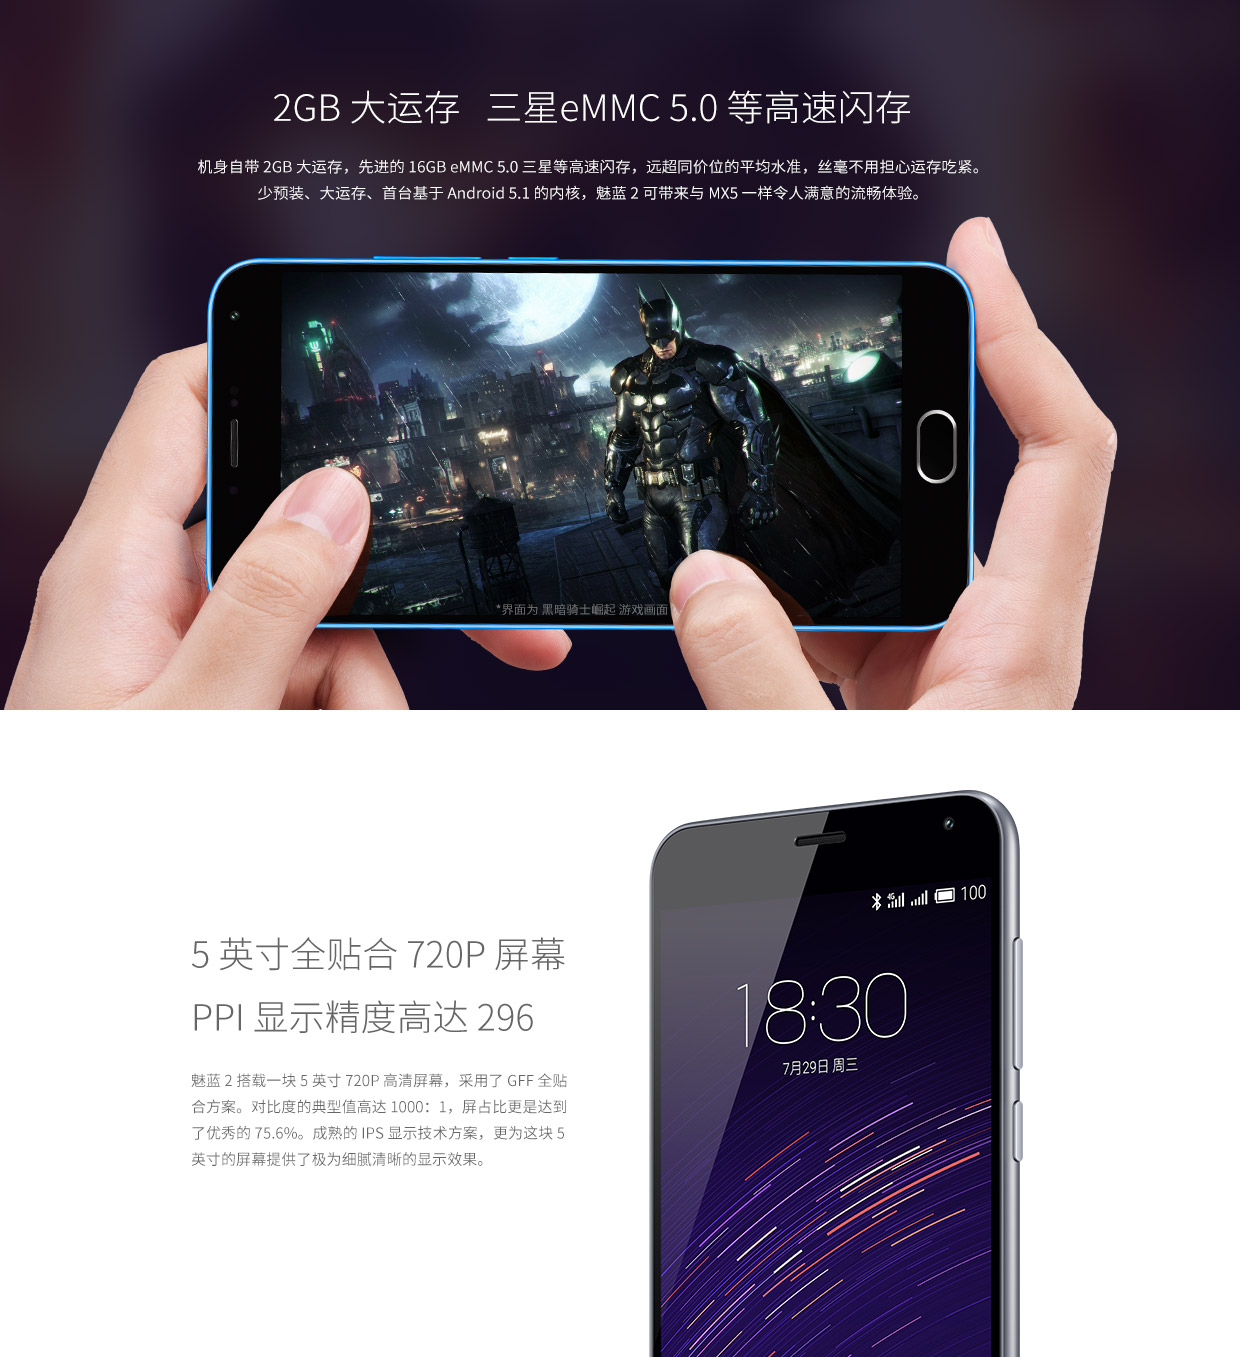 2GB 大运存 三星eMMC 5.0 等高速闪存
机身自带 2GB 大运存，先进的 16GB eMMC 5.0 三星等高速闪存，远超同价位的平均水准，丝毫不用担心运存吃紧。
少预装、大运存、首台基于 Android 5.1 的内核，魅蓝 2 可带来与 MX5 一样令人满意的流畅体验。
*界面为 黑暗骑士崛起 游戏画面
4G 100
18:30
7月29日 周三
5 英寸全贴合 720P 屏幕
PPI 显示精度高达 296
魅蓝 2 搭载一块 5 英寸 720P 高清屏幕，采用了 GFF 全贴
合方案。对比度的典型值高达 1000：1，屏占比更是达到
了优秀的 75.6%。成熟的 IPS 显示技术方案，更为这块 5
英寸的屏幕提供了极为细腻清晰的显示效果。